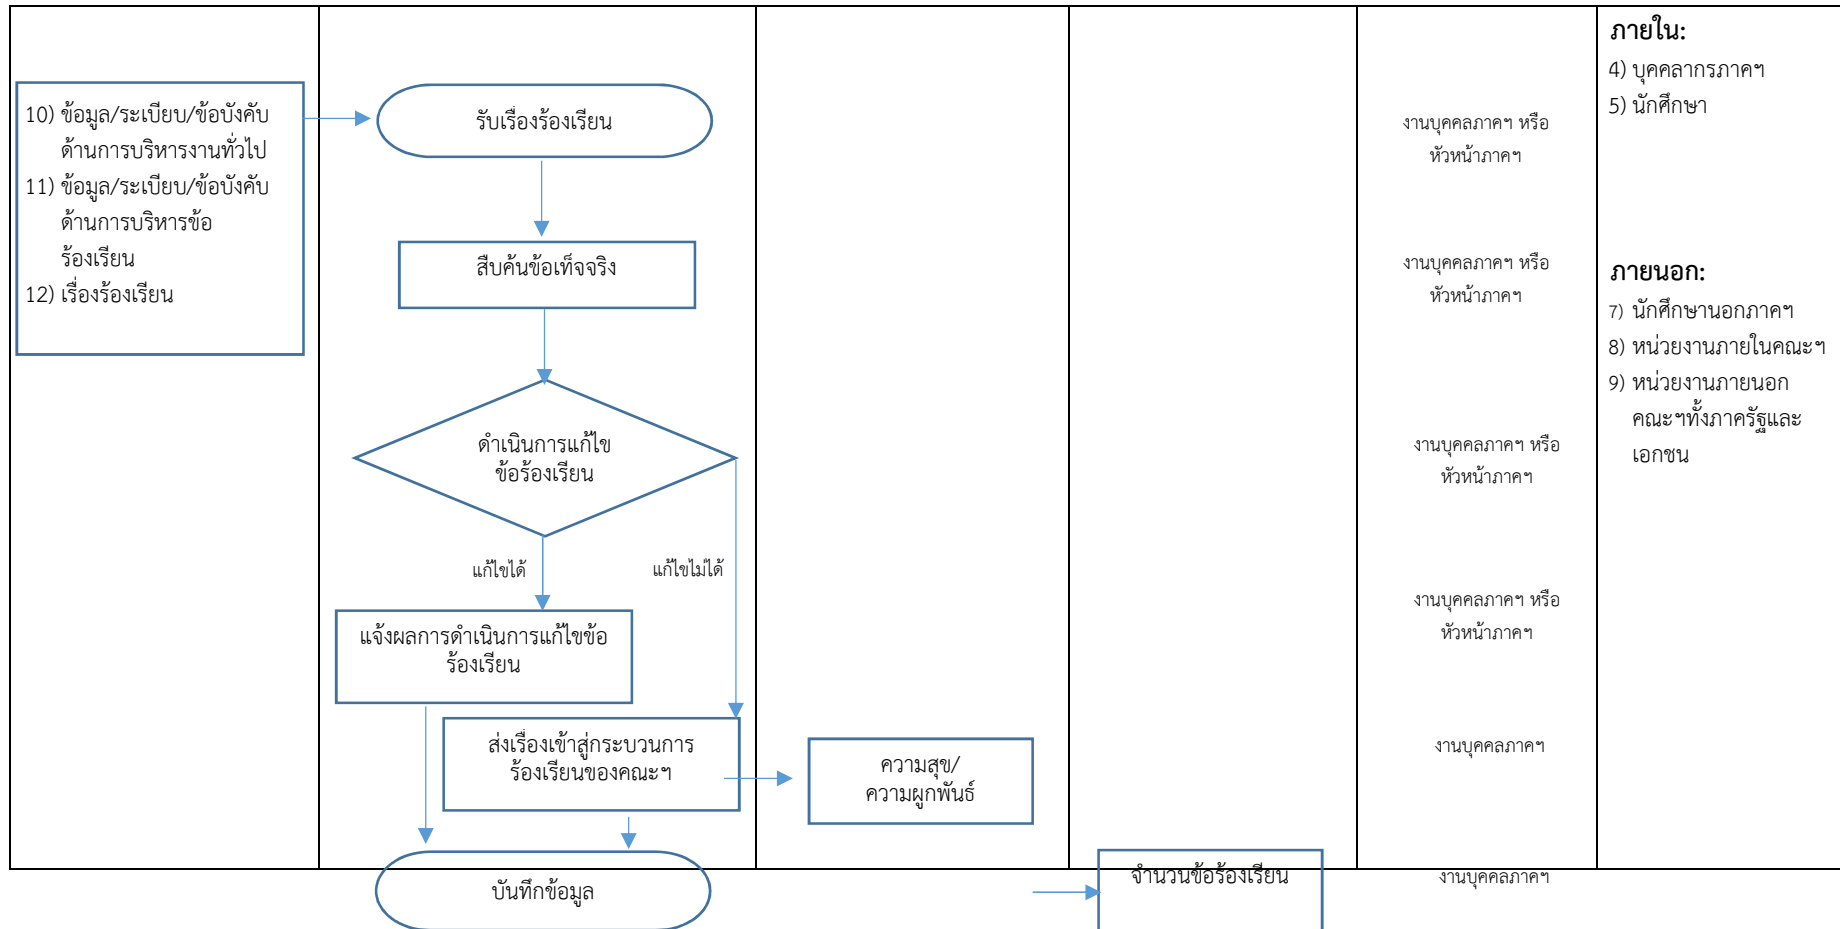 10) ข้อมูล/ระเบียบ/ข้อบังคับ
ด้านการบริหารงานทั่วไป
11) ข้อมูล/ระเบียบ/ข้อบังคับ
ด้านการบริหารข้อ
ร้องเรียน
12) เรื่องร้องเรียน
รับเรื่องร้องเรียน
สืบค้นข้อเท็จจริง
ดำเนินการแก้ไข
ข้อร้องเรียน
แก้ไขได้
แก้ไขไม่ได้
แจ้งผลการดำเนินการแก้ไขข้อ
ร้องเรียน
ส่งเรื่องเข้าสู่กระบวนการ
ร้องเรียนของคณะฯ
บันทึกข้อมูล
ความสุข/
ความผูกพันธ์
จำนวนข้อร้องเรียน
งานบุคคลภาคฯ หรือ
หัวหน้าภาคฯ
งานบุคคลภาคฯ หรือ
หัวหน้าภาคฯ
งานบุคคลภาคฯ หรือ
หัวหน้าภาคฯ
งานบุคคลภาคฯ หรือ
หัวหน้าภาคฯ
งานบุคคลภาคฯ
งานบุคคลภาคฯ
ภายใน:
4) บุคคลากรภาคฯ
5) นักศึกษา
ภายนอก:
7) นักศึกษานอกภาคฯ
8) หน่วยงานภายในคณะฯ
9) หน่วยงานภายนอก
คณะฯทั้งภาครัฐและ
เอกชน